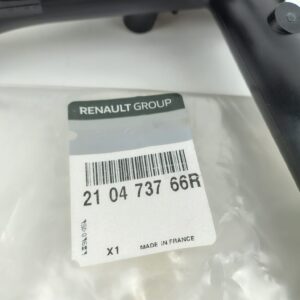 RENAULT GROUP
21 04 737 66R
X1 MADE IN FRANCE